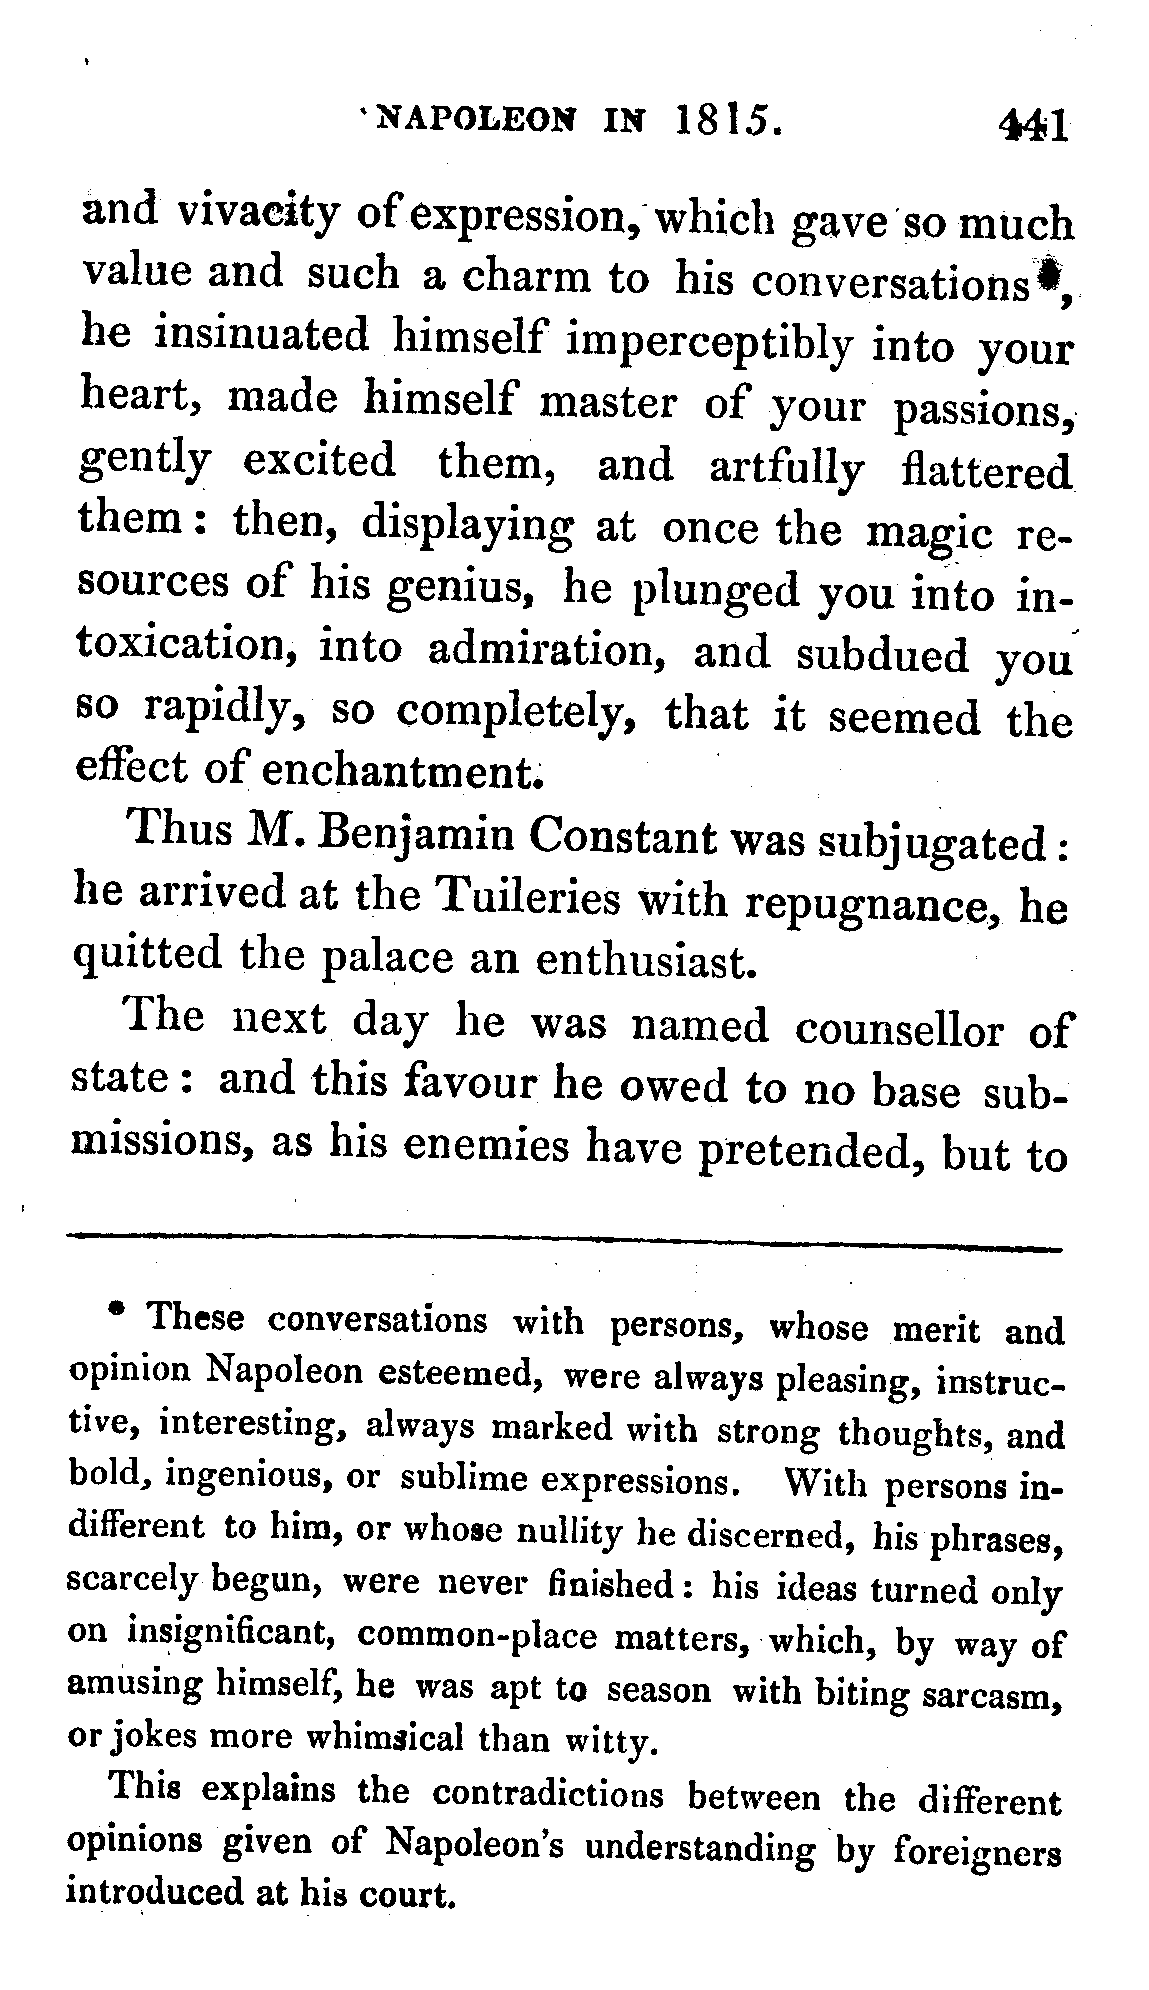 NAPOLEON IN 1815. 441
and vivacity of expression, which gave so much
value and such a charm to his conversations*,
he insinuated himself imperceptibly into your
heart, made himself master of your passions,
gently excited them, and artfully flattered
them: then, displaying at once the magic re-
sources of his genius, he plunged you into in-
toxication, into admiration, and subdued you
so rapidly, so completely, that it seemed the
effect of enchantment.
Thus M. Benjamin Constant was subjugated:
he arrived at the Tuileries with repugnance, he
quitted the palace an enthusiast.
The next day he was named counsellor of
state: and this favour he owed to no base sub-
missions, as his enemies have pretended, but to
* These conversations with persons, whose merit and
opinion Napoleon esteemed, were always pleasing, instruc-
tive, interesting, always marked with strong thoughts, and
bold, ingenious, or sublime expressions. With persons in-
different to him, or whose nullity he discerned, his phrases,
scarcely begun, were never finished: his ideas turned only
on insignificant, common-place matters, which, by way of
amusing himself, he was apt to season with biting sarcasm,
or jokes more whimsical than witty.
This explains the contradictions between the different
opinions given of Napoleon's understanding by foreigners
introduced at his court.